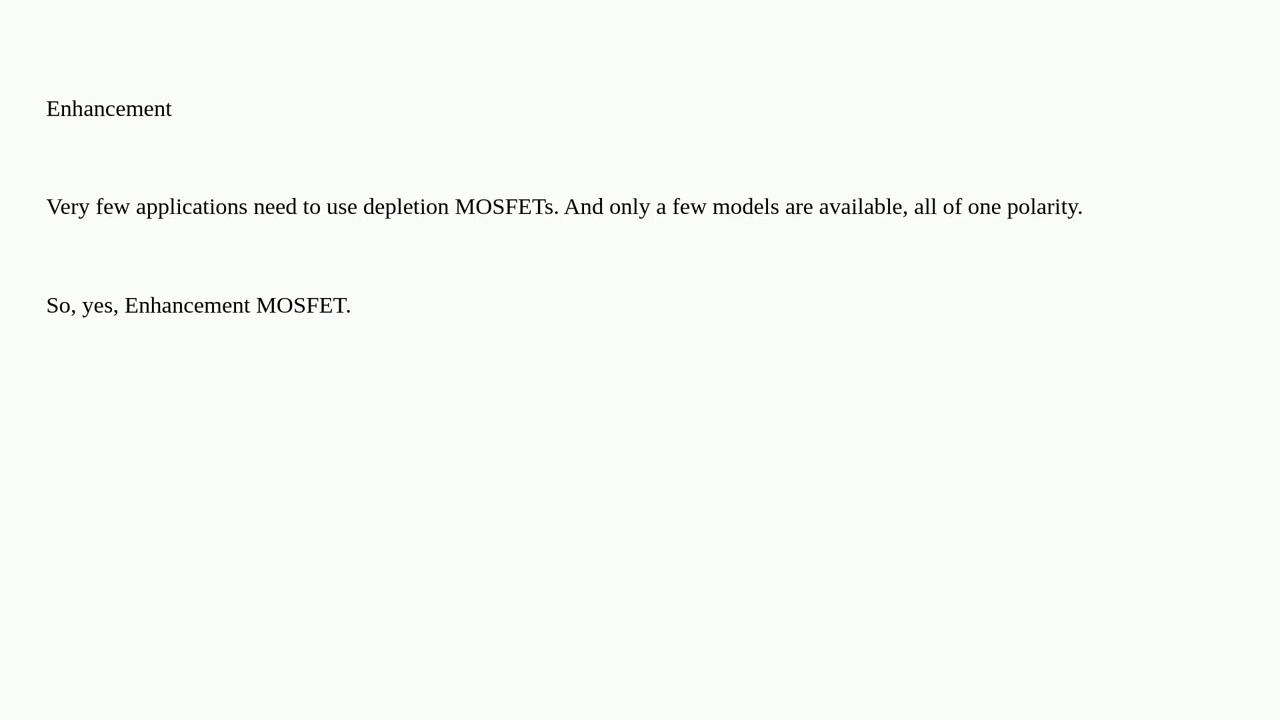 Enhancement
Very few applications need to use depletion MOSFETs. And only a few models are available, all of one polarity.
So, yes, Enhancement MOSFET.